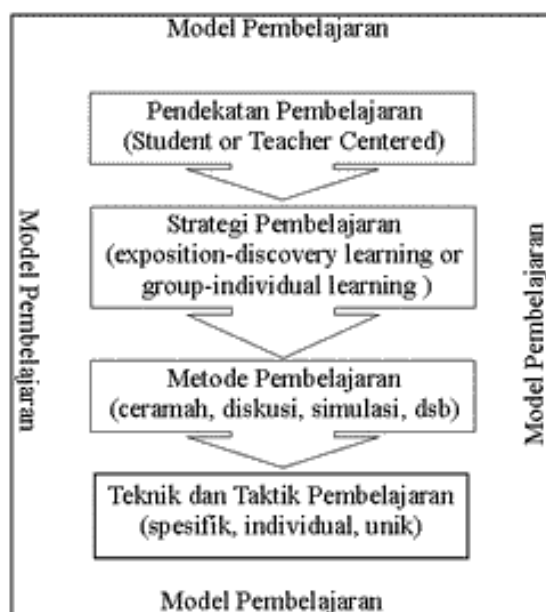 Model Pembelajaran
Pendekatan Pembelajaran
(Student or Teacher Centered)
Strategi Pembelajaran
(exposition-discovery learning or
group-individual learning )
Metode Pembelajaran
(ceramah, diskusi, simulasi, dsb)
Teknik dan Taktik Pembelajaran
(spesifik, individual, unik)
Model Pembelajaran
Model Pembelajaran
Model Pembelajaran